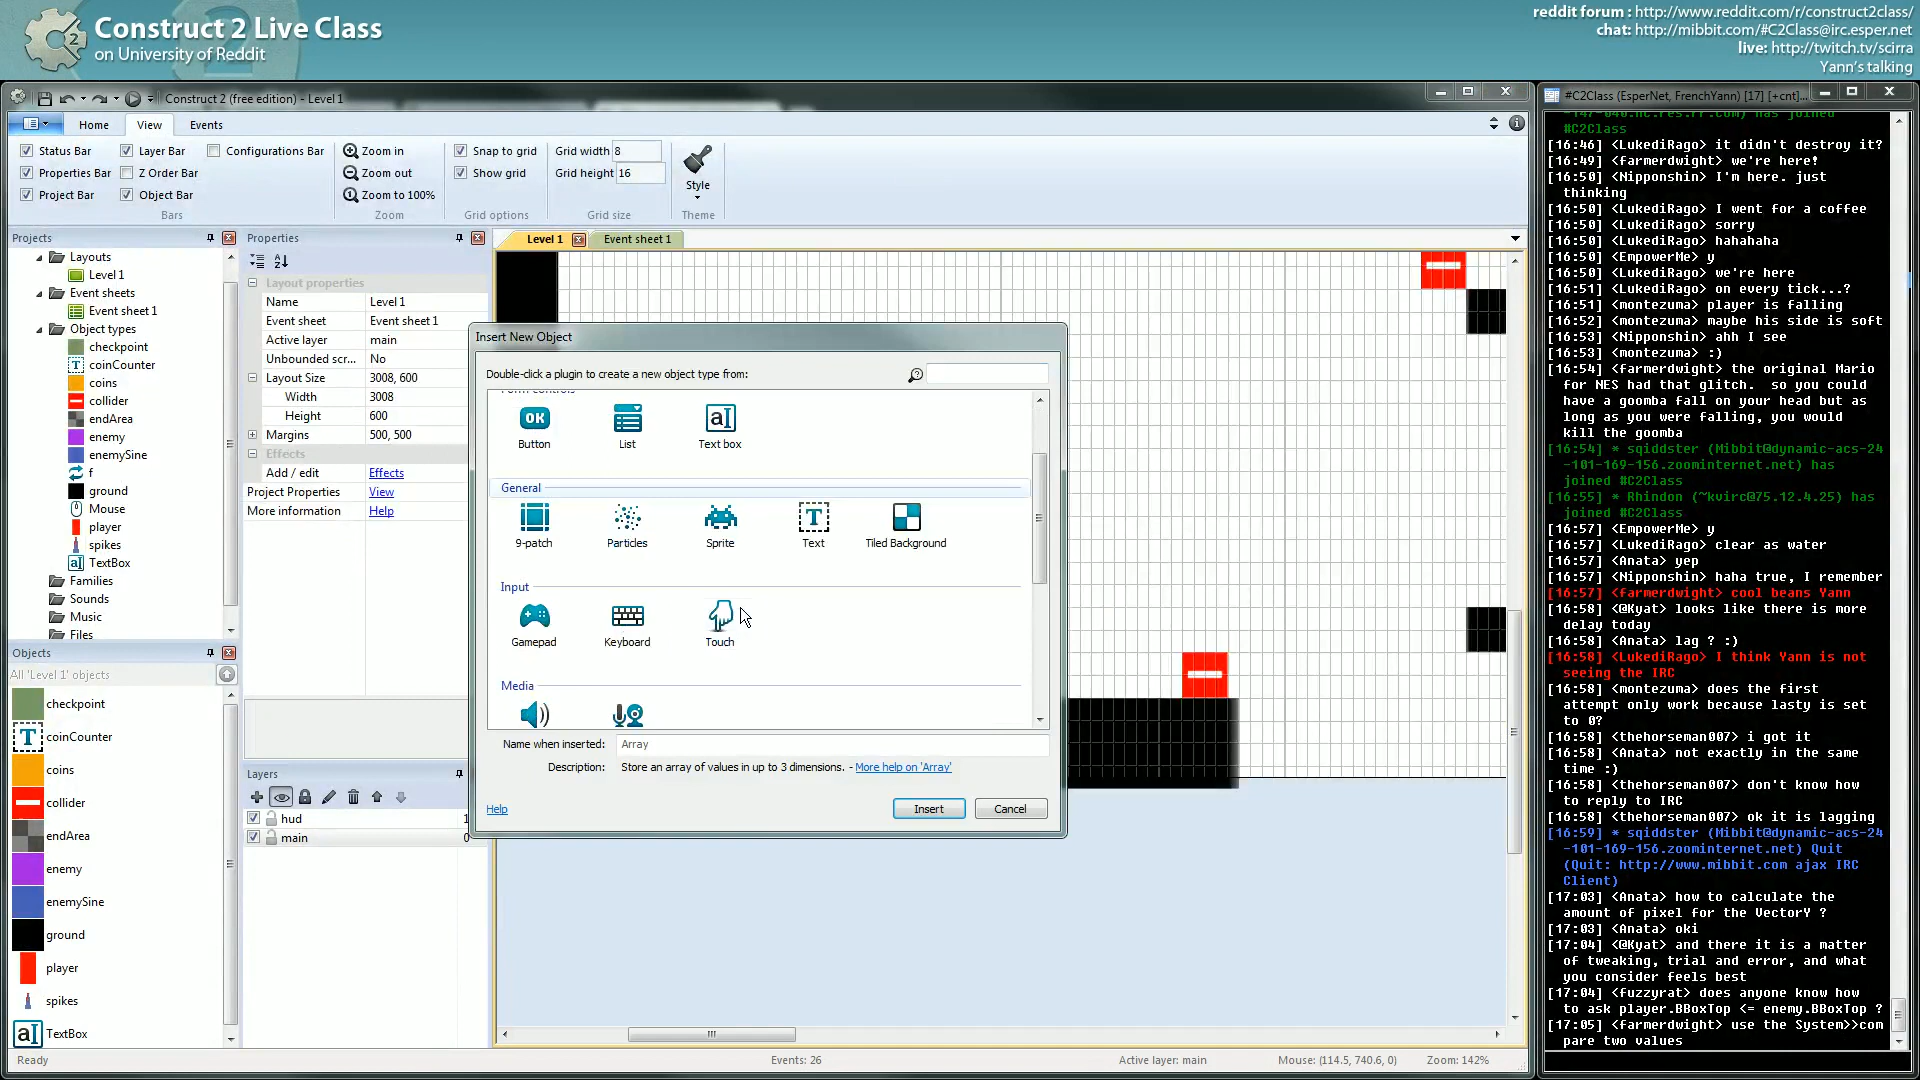 Construct 2 Live Class
on University of Reddit
reddit forum : http://www.reddit.com/r/construct2class/
chat: http://mibbit.com/#C2Class@irc.esper.net
live: http://twitch.tv/scirra
Yann's talking
Construct 2 (free edition) - Level 1
Home View Events
Status Bar Layer Bar Configurations Bar
Properties Bar Z Order Bar
Project Bar Object Bar
Bars
Zoom in
Zoom out
Zoom to 100%
Zoom
Snap to grid
Show grid
Grid options
Grid width 8
Grid height 16
Grid size
Style
Theme
Projects
Layouts
Level 1
Event sheets
Event sheet 1
Object types
checkpoint
coinCounter
coins
collider
endArea
enemy
enemySine
f
ground
Mouse
player
spikes
TextBox
Families
Sounds
Music
Files
Properties
Layout properties
Name Level 1
Event sheet Event sheet 1
Active layer main
Unbounded scr... No
Layout Size 3008, 600
Width 3008
Height 600
Margins 500, 500
Effects
Add / edit Effects
Project Properties View
More information Help
Level 1 Event sheet 1
Insert New Object
Double-click a plugin to create a new object type from:
Button List Text box
General
9-patch Particles Sprite Text Tiled Background
Input
Gamepad Keyboard Touch
Media
Name when inserted: Array
Description: Store an array of values in up to 3 dimensions. - More help on 'Array'
Help
Insert Cancel
Objects
All 'Level 1' objects
checkpoint
coinCounter
coins
collider
endArea
enemy
enemySine
ground
player
spikes
TextBox
Layers
hud 1
main 0
Ready
Events: 26
Active layer: main
Mouse: (114.5, 740.6, 0)
Zoom: 142%
#C2Class (EsperNet, FrenchYann) [17] [+cnt]...
#C2Class
[16:46] <LukediRago> it didn't destroy it?
[16:49] <farmerdwight> we're here!
[16:50] <Nipponshin> I'm here. just
thinking
[16:50] <LukediRago> I went for a coffee
[16:50] <LukediRago> sorry
[16:50] <LukediRago> hahahaha
[16:50] <EmpowerMe> y
[16:50] <LukediRago> we're here
[16:51] <LukediRago> on every tick...?
[16:51] <montezuma> player is falling
[16:52] <montezuma> maybe his side is soft
[16:53] <Nipponshin> ahh I see
[16:53] <montezuma> :)
[16:54] <farmerdwight> the original Mario
for NES had that glitch. so you could
have a goomba fall on your head but as
long as you were falling, you would
kill the goomba
[16:54] * sqiddster (Mibbit@dynamic-acs-24
-101-169-156.zoominternet.net) has
joined #C2Class
[16:55] * Rhindon (~kvirc@75.12.4.25) has
joined #C2Class
[16:57] <EmpowerMe> y
[16:57] <LukediRago> clear as water
[16:57] <Anata> yep
[16:57] <Nipponshin> haha true, I remember
[16:57] <farmerdwight> cool beans Yann
[16:58] <@Kyat> looks like there is more
delay today
[16:58] <Anata> lag ? :)
[16:58] <LukediRago> I think Yann is not
seeing the IRC
[16:58] <montezuma> does the first
attempt only work because lasty is set
to 0?
[16:58] <thehorseman007> i got it
[16:58] <Anata> not exactly in the same
time :)
[16:58] <thehorseman007> don't know how
to reply to IRC
[16:58] <thehorseman007> ok it is lagging
[16:59] * sqiddster (Mibbit@dynamic-acs-24
-101-169-156.zoominternet.net) Quit
(Quit: http://www.mibbit.com ajax IRC
Client)
[17:03] <Anata> how to calculate the
amount of pixel for the VectorY ?
[17:03] <Anata> oki
[17:04] <@Kyat> and there it is a matter
of tweaking, trial and error, and what
you consider feels best
[17:04] <fuzzyrat> does anyone know how
to ask player.BBoxTop <= enemy.BBoxTop ?
[17:05] <farmerdwight> use the System>>com
pare two values